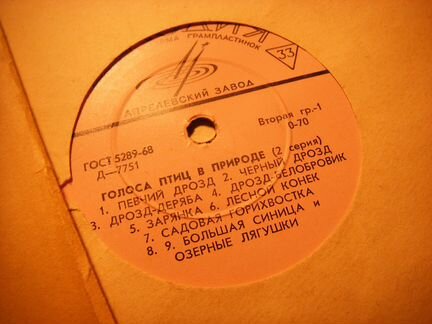 ГРАМПЛАСТИНОК
33
АПРЕЛЕВСКИЙ ЗАВОД
ГОСТ 5289-68
Д—7751
Вторая гр.-1
0-70
ГОЛОСА ПТИЦ В ПРИРОДЕ (2 серия)
1. ПЕВЧИЙ ДРОЗД 2. ЧЕРНЫЙ ДРОЗД
3. ДРОЗД-ДЕРЯБА 4. ДРОЗД-БЕЛОБРОВИК
5. ЗАРЯНКА 6. ЛЕСНОЙ КОНЕК
7. САДОВАЯ ГОРИХВОСТКА
8. 9. БОЛЬШАЯ СИНИЦА и
ОЗЕРНЫЕ ЛЯГУШКИ